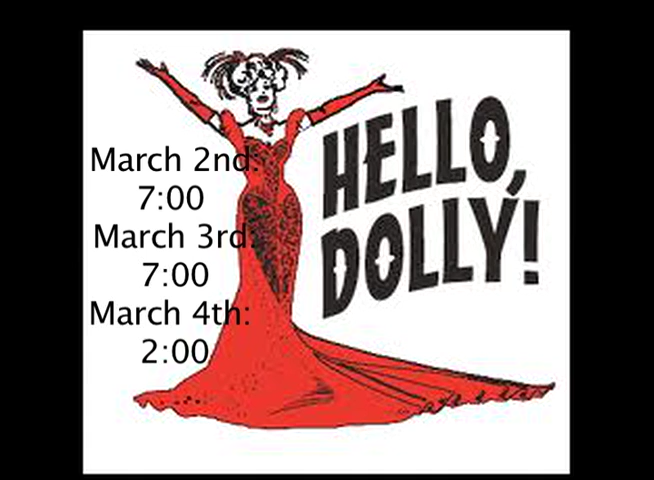 March 2nd:
7:00
March 3rd:
7:00
March 4th:
2:00
HELLO,
DOLLY!